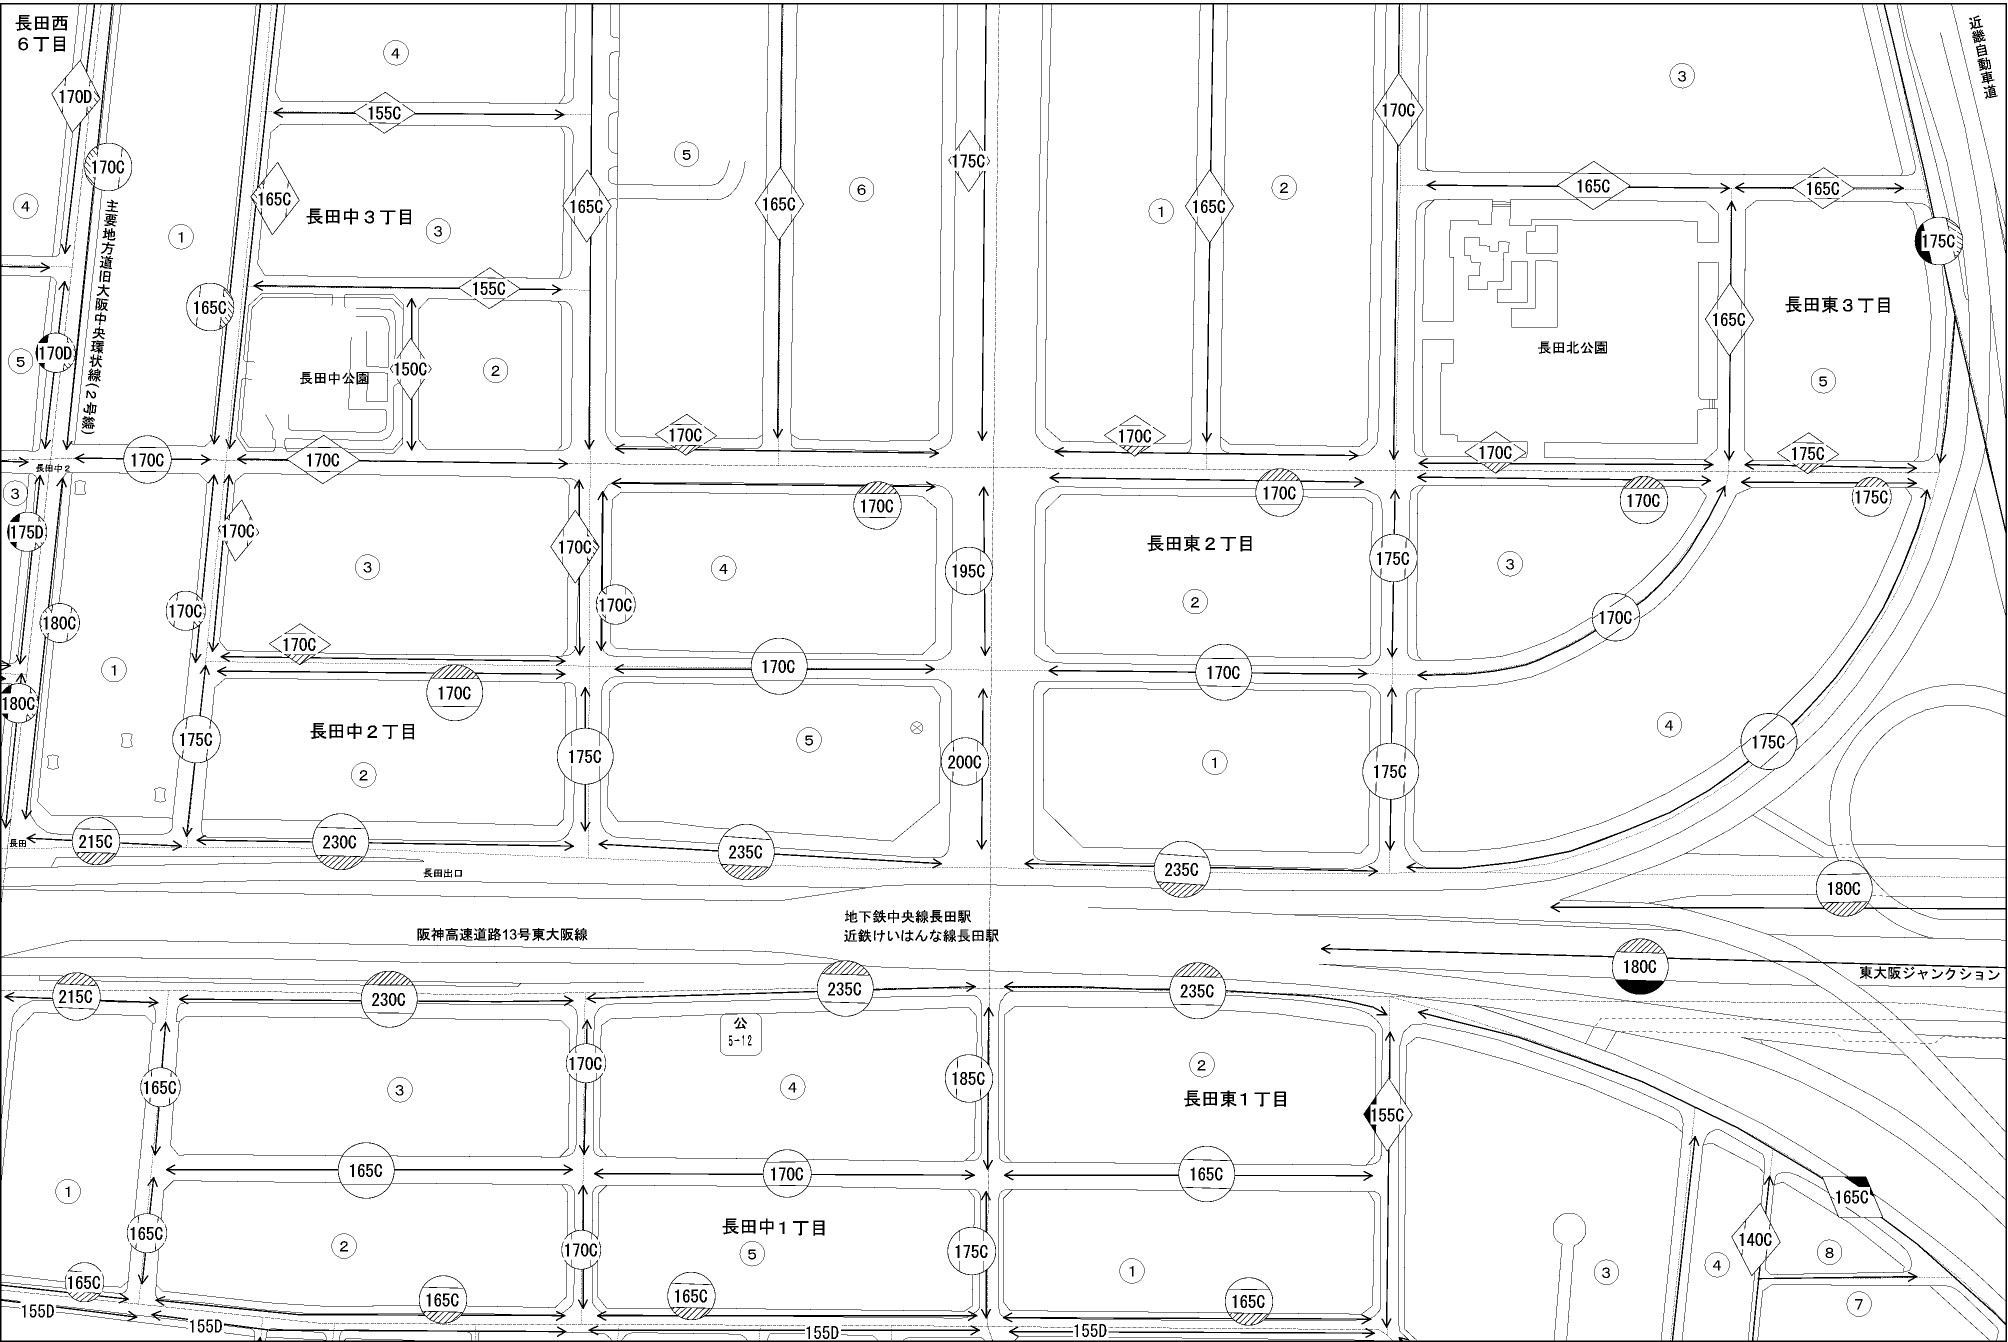 長田西
６丁目
近畿自動車道
4
3
170D
170C
155C
170C
5
175C
1
2
165C
165C
165C
165C
165C
165C
4
6
主要地方道旧大阪中央環状線(２号線)
1
長田中３丁目
3
175C
155C
165C
長田東３丁目
165C
長田北公園
5
170D
5
長田中公園
150C
2
170C
170C
170C
170C
170C
175C
長田中２
3
170C
170C
170C
175C
175D
170C
170C
長田東２丁目
175C
3
4
3
195C
2
170C
170C
170C
180C
170C
170C
170C
170C
1
180C
170C
長田中２丁目
175C
5
4
175C
175C
200C
1
175C
2
長田
215C
230C
235C
235C
長田出口
180C
地下鉄中央線長田駅
近鉄けいはんな線長田駅
阪神高速道路13号東大阪線
180C
東大阪ジャンクション
215C
230C
235C
235C
公
5-12
170C
2
185C
165C
3
4
長田東１丁目
155C
165C
170C
165C
1
165C
165C
長田中１丁目
2
170C
5
175C
140C
8
1
3
4
165C
165C
165C
165C
7
155D
155D
155D
155D